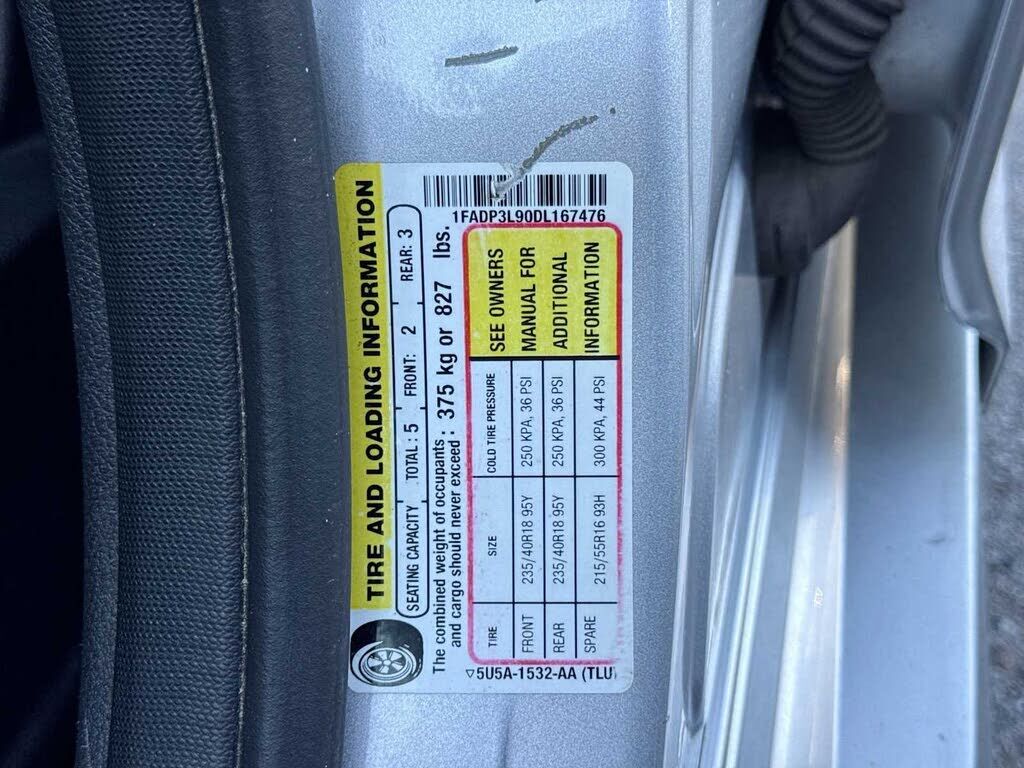 TIRE AND LOADING INFORMATION
SEATING CAPACITY TOTAL: 5 FRONT: 2 REAR: 3
The combined weight of occupants and cargo should never exceed: 375 kg or 827 lbs.
1FADP3L90DL167476
TIRE SIZE COLD TIRE PRESSURE SEE OWNERS
FRONT 235/40R18 95Y 250 KPA, 36 PSI MANUAL FOR
REAR 235/40R18 95Y 250 KPA, 36 PSI ADDITIONAL
SPARE 215/55R16 93H 300 KPA, 44 PSI INFORMATION
▽5U5A-1532-AA (TLU)